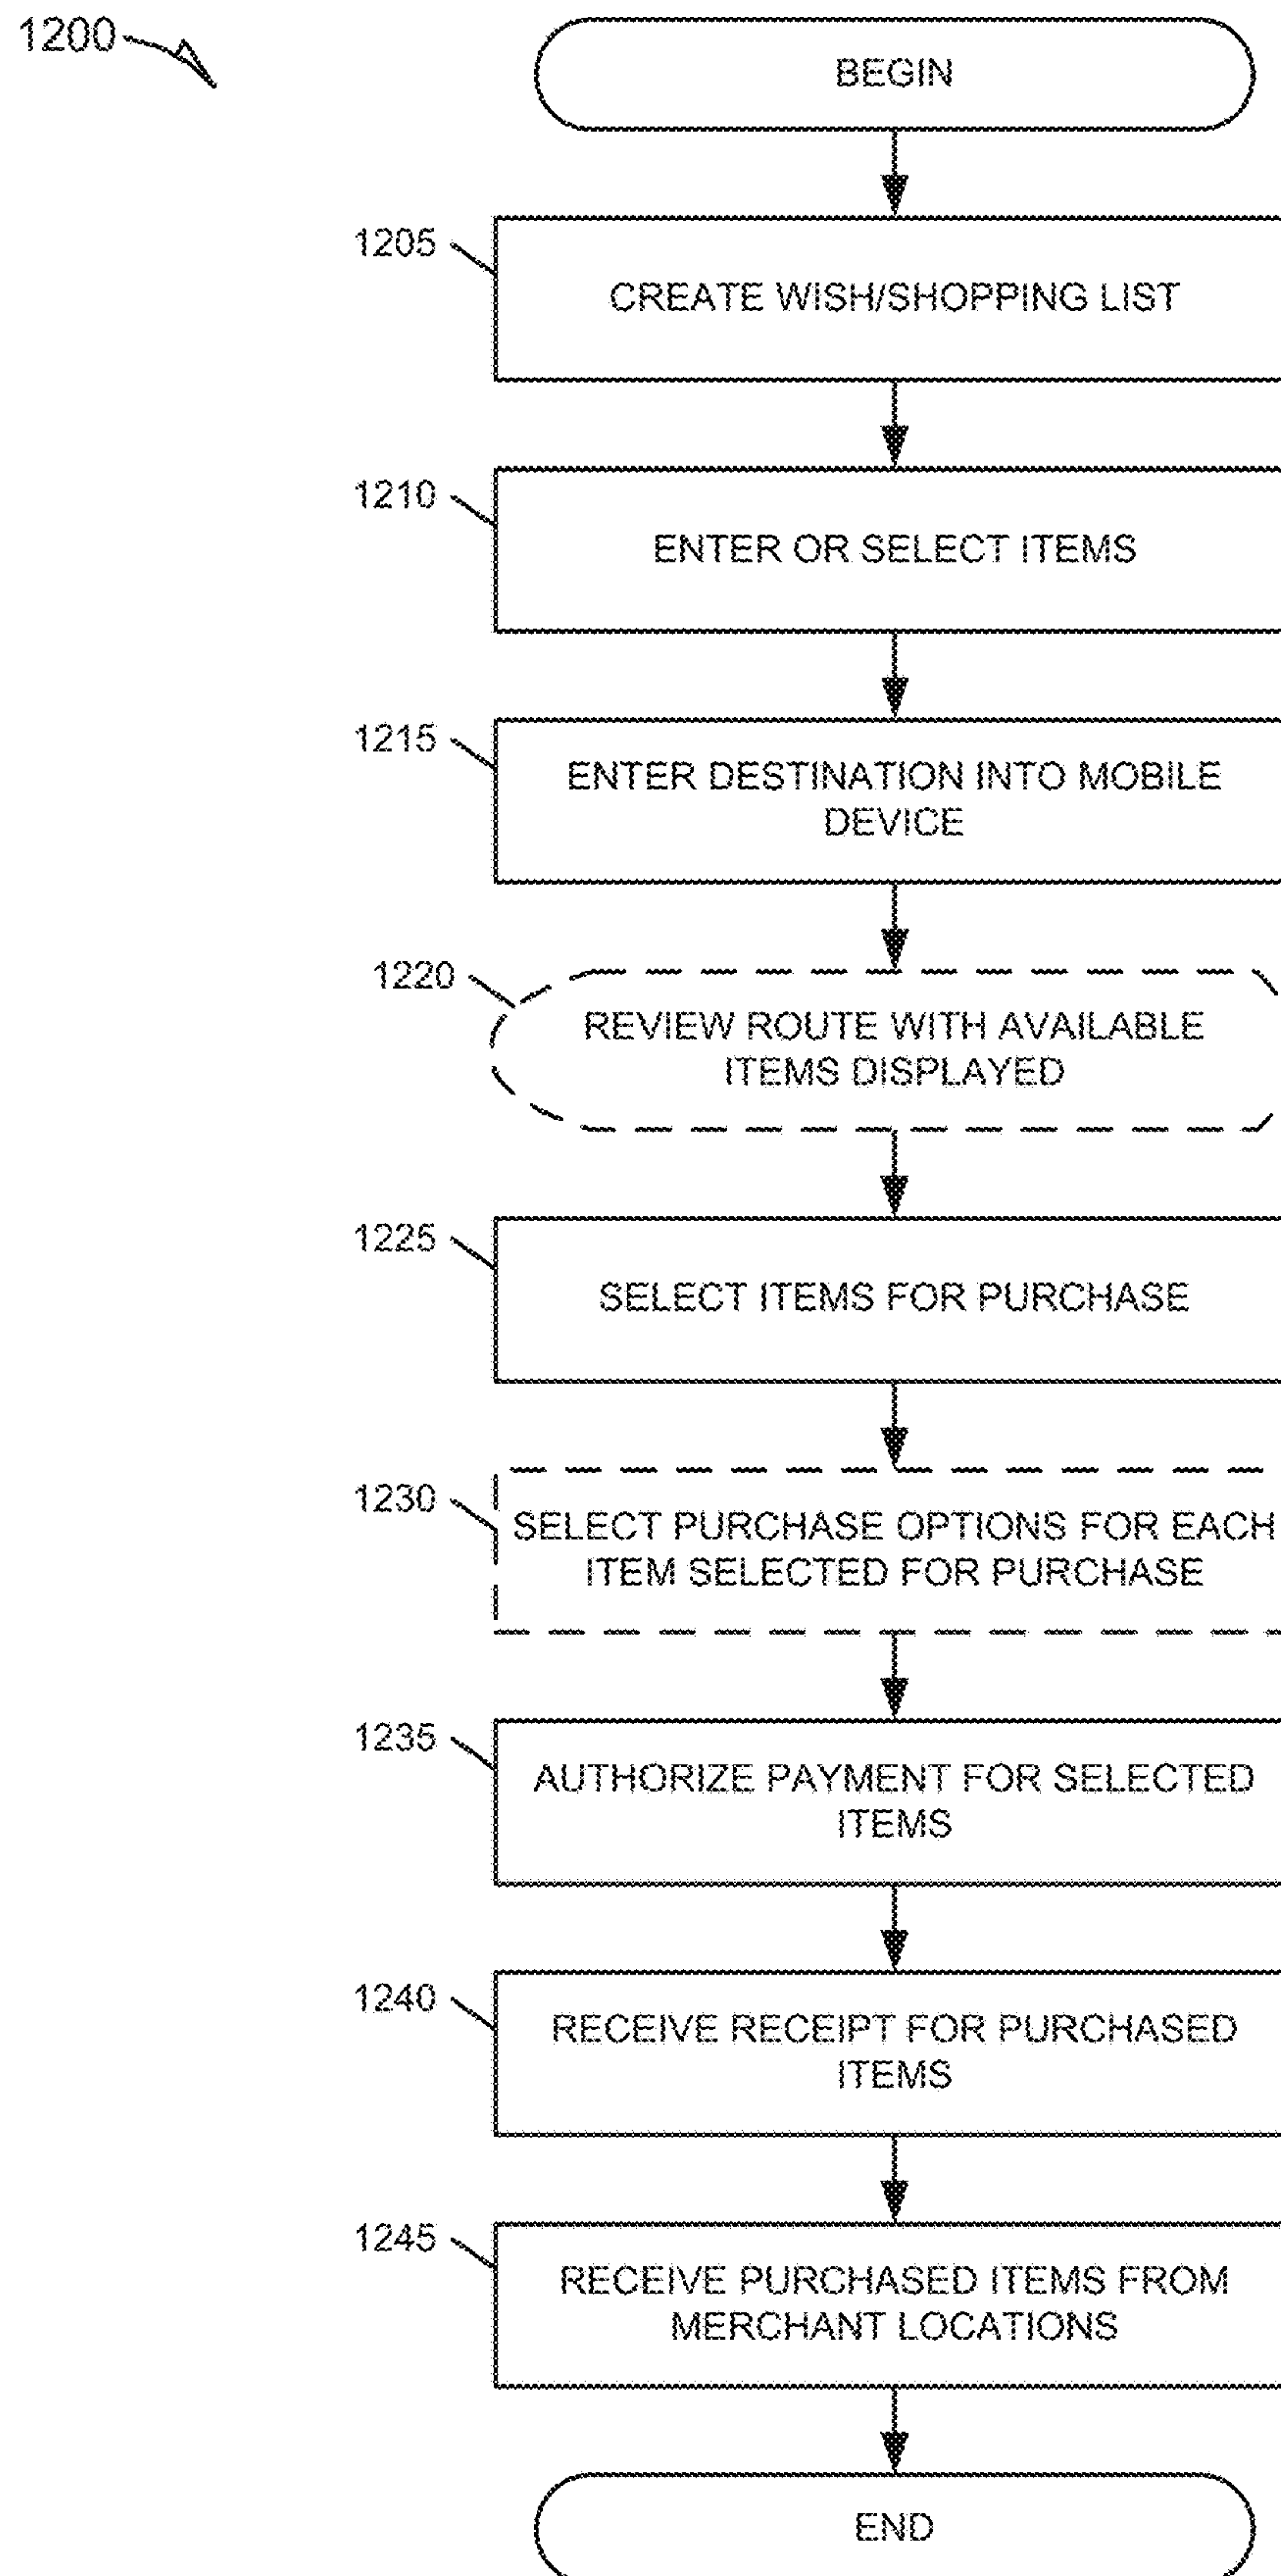 1200
BEGIN
1205
CREATE WISH/SHOPPING LIST
1210
ENTER OR SELECT ITEMS
1215
ENTER DESTINATION INTO MOBILE
DEVICE
1220
REVIEW ROUTE WITH AVAILABLE
ITEMS DISPLAYED
1225
SELECT ITEMS FOR PURCHASE
1230
SELECT PURCHASE OPTIONS FOR EACH
ITEM SELECTED FOR PURCHASE
1235
AUTHORIZE PAYMENT FOR SELECTED
ITEMS
1240
RECEIVE RECEIPT FOR PURCHASED
ITEMS
1245
RECEIVE PURCHASED ITEMS FROM
MERCHANT LOCATIONS
END